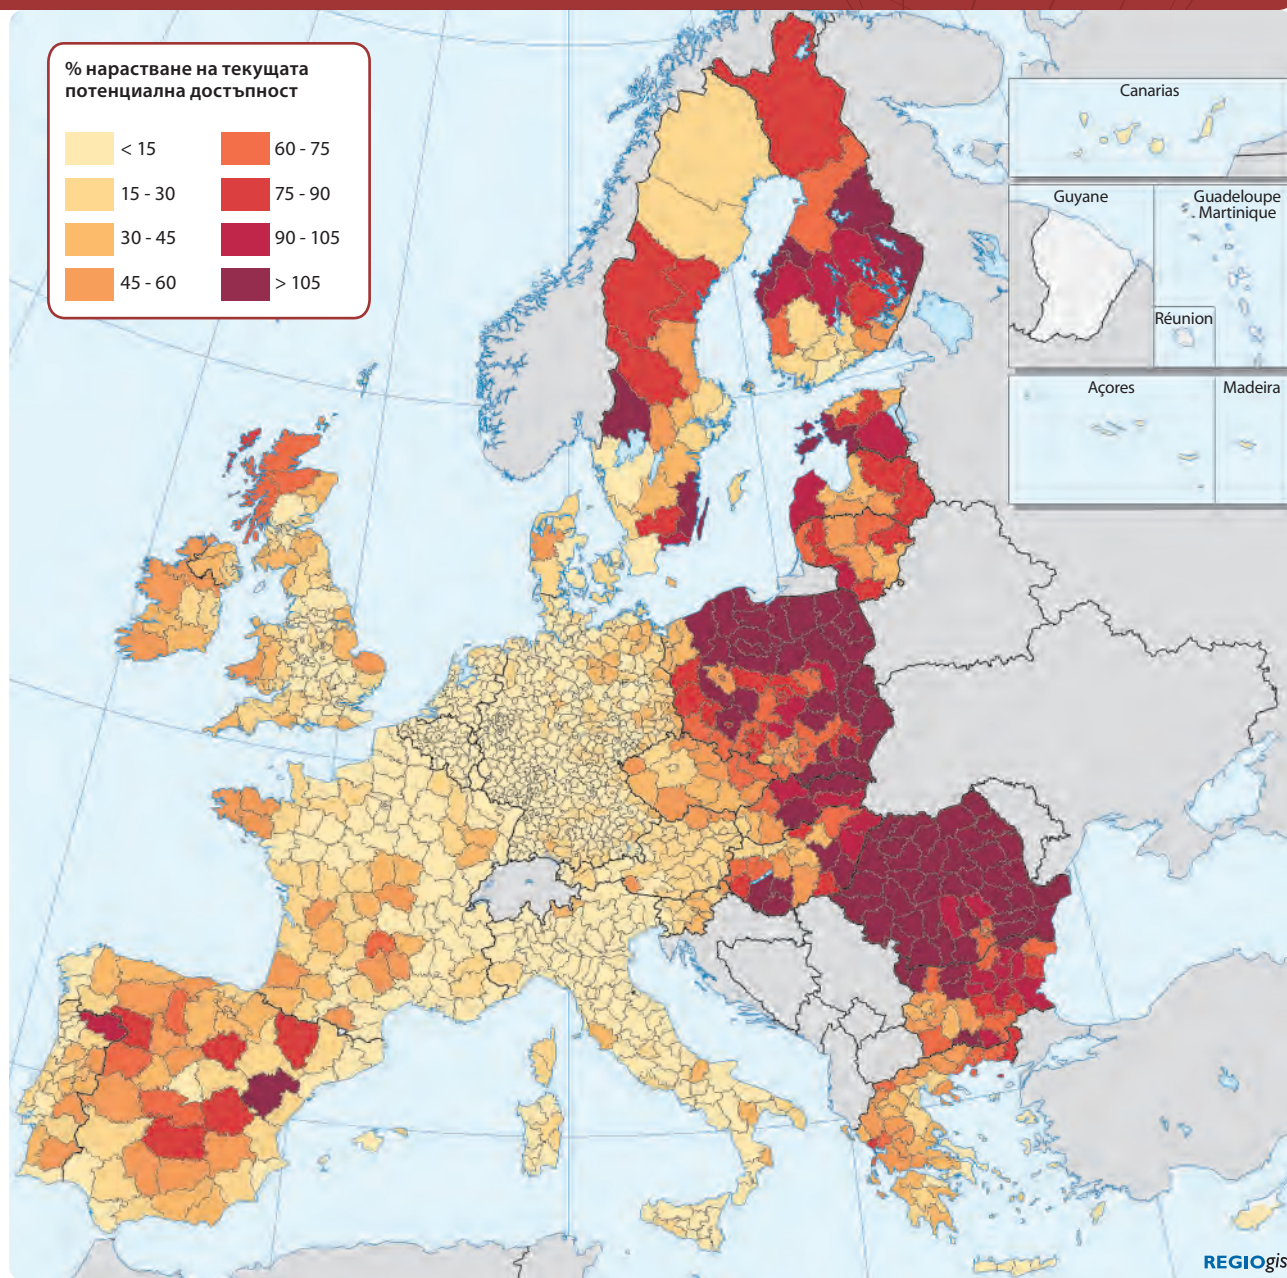 % нарастване на текущата
потенциална достъпност
< 15
15 - 30
30 - 45
45 - 60
60 - 75
75 - 90
90 - 105
> 105
Canarias
Guyane
Guadeloupe
Martinique
Réunion
Açores
Madeira
REGIOgis